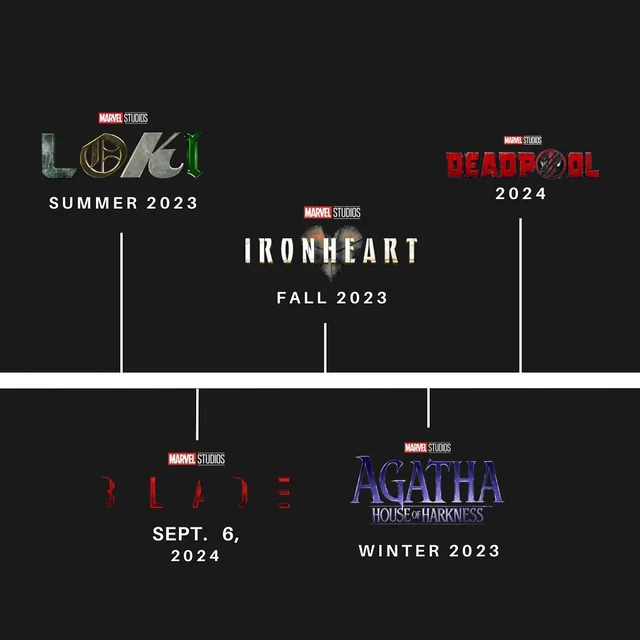 MARVEL STUDIOS
LOKI
SUMMER 2023
MARVEL STUDIOS
IRONHEART
FALL 2023
MARVEL STUDIOS
DEADPOOL
2024
MARVEL STUDIOS
BLADE
SEPT. 6,
2024
MARVEL STUDIOS
AGATHA
HOUSE OF HARKNESS
WINTER 2023